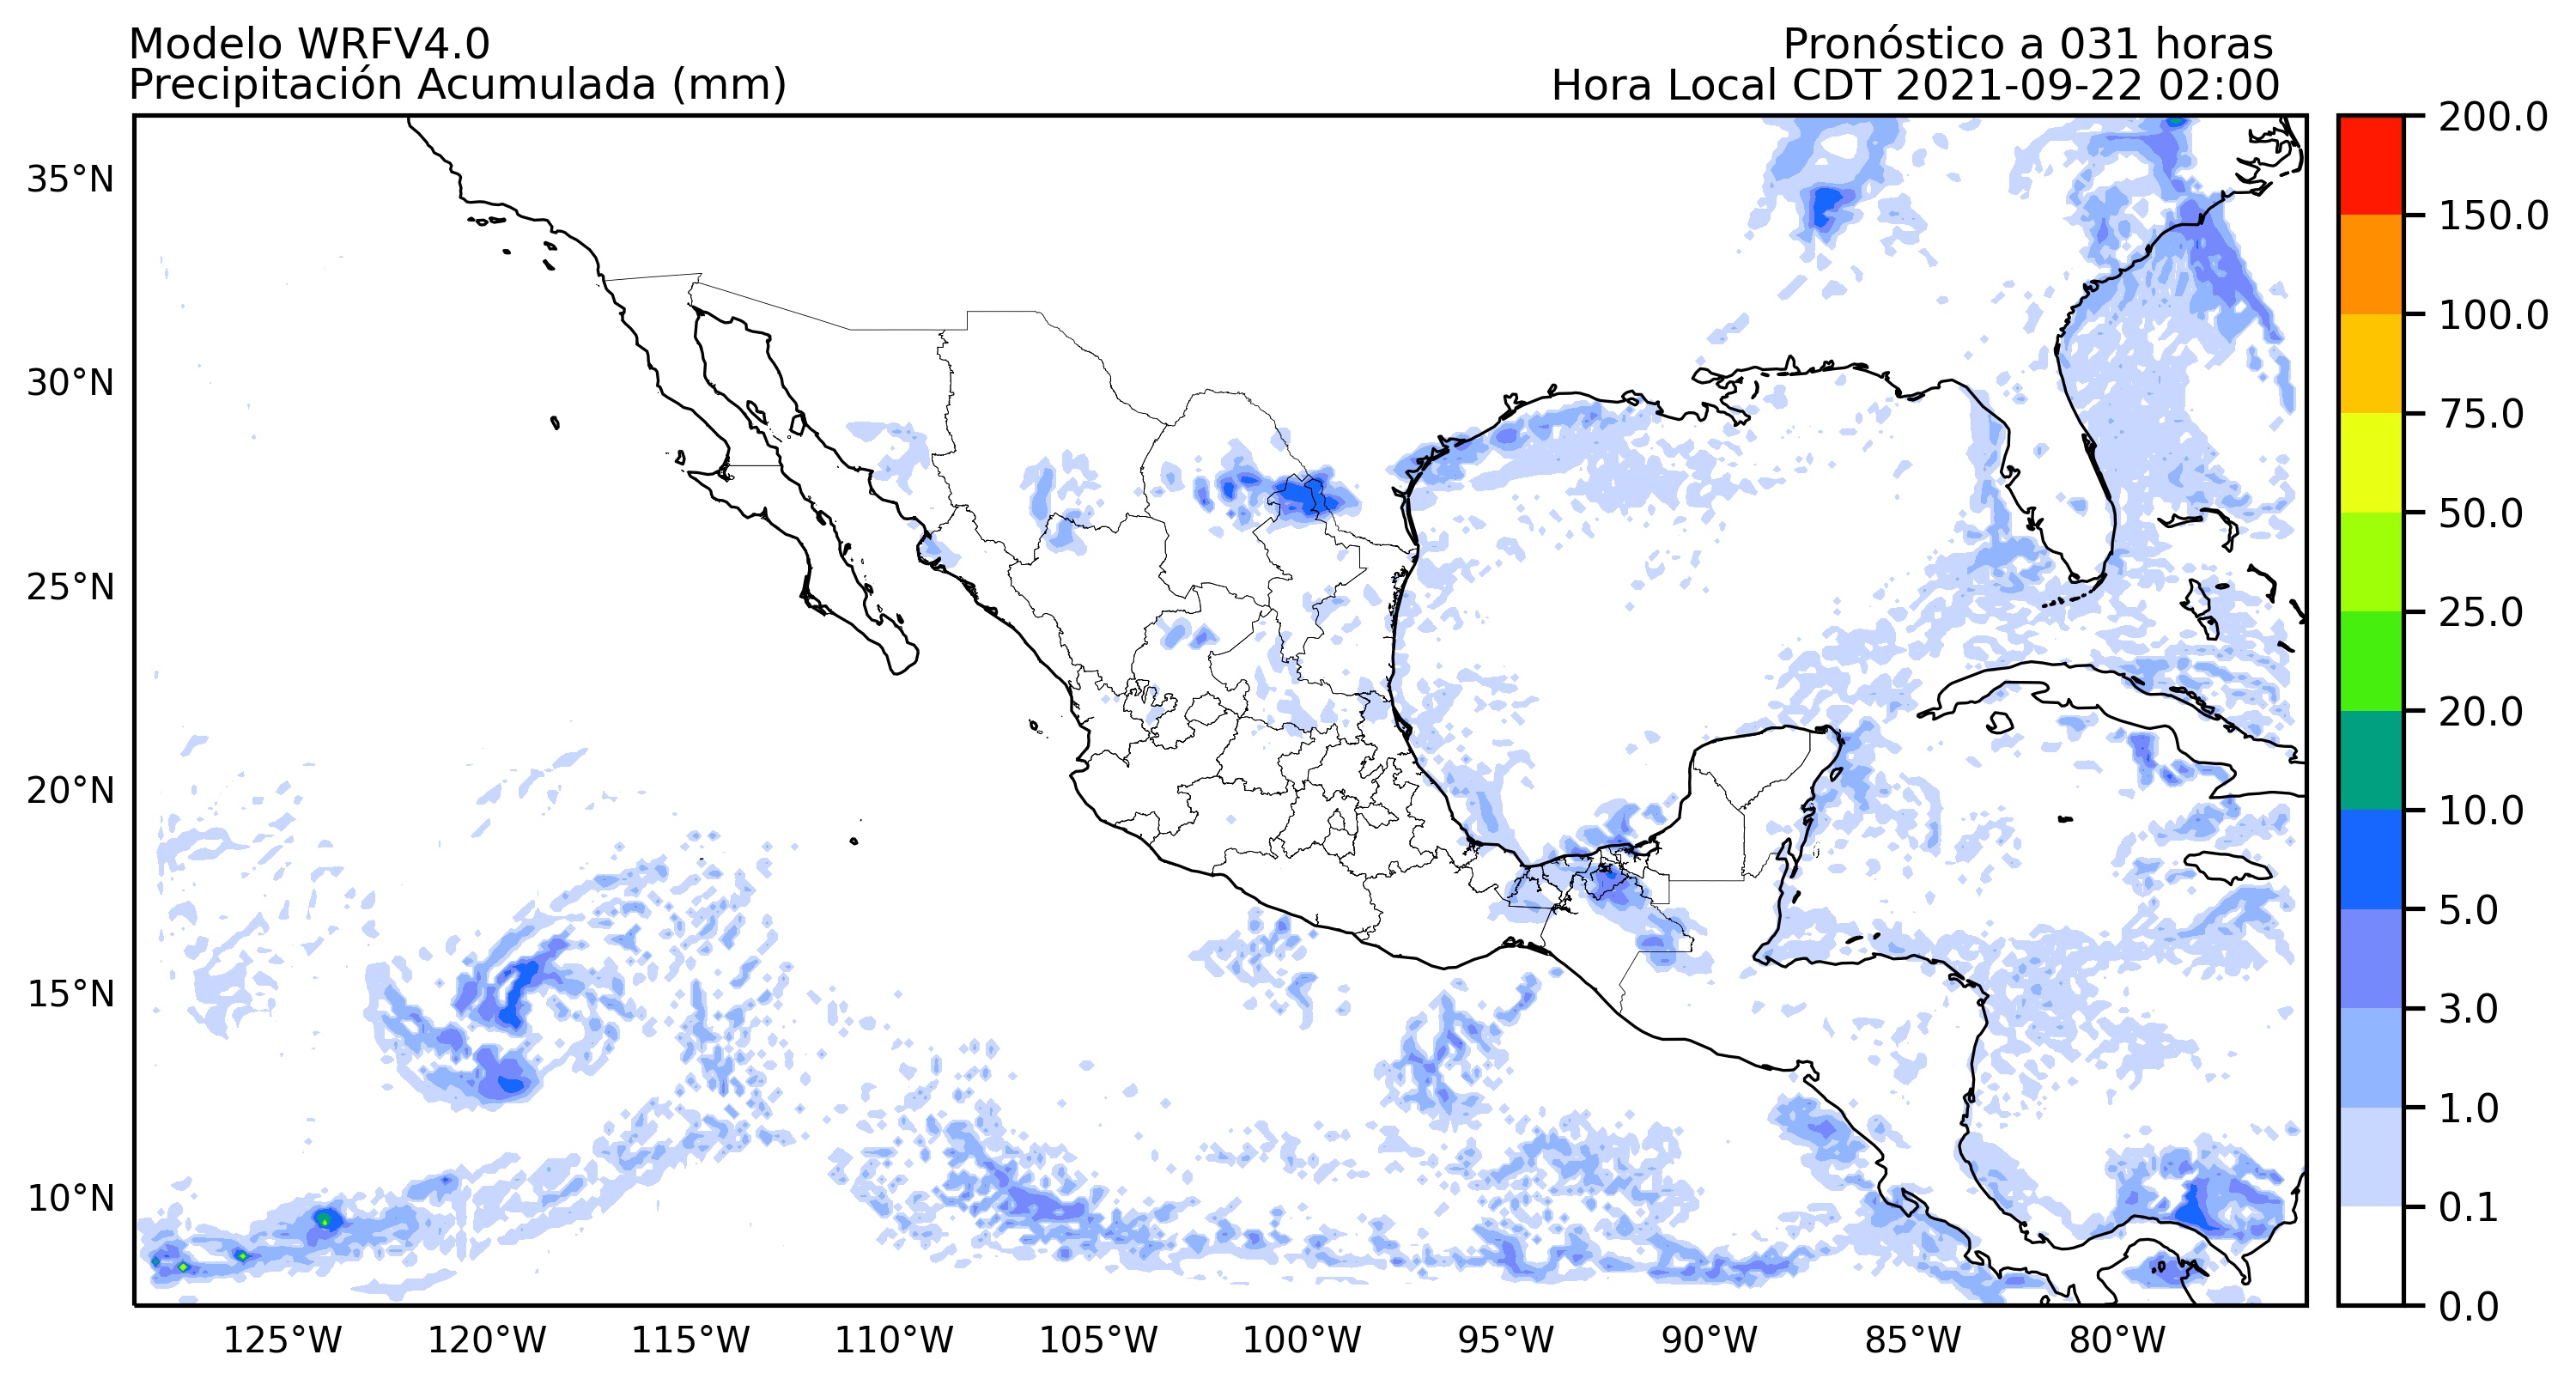 Modelo WRFV4.0
Precipitación Acumulada (mm)
Pronóstico a 031 horas
Hora Local CDT 2021-09-22 02:00
35°N
30°N
25°N
20°N
15°N
10°N
125°W
120°W
115°W
110°W
105°W
100°W
95°W
90°W
85°W
80°W
200.0
150.0
100.0
75.0
50.0
25.0
20.0
10.0
5.0
3.0
1.0
0.1
0.0